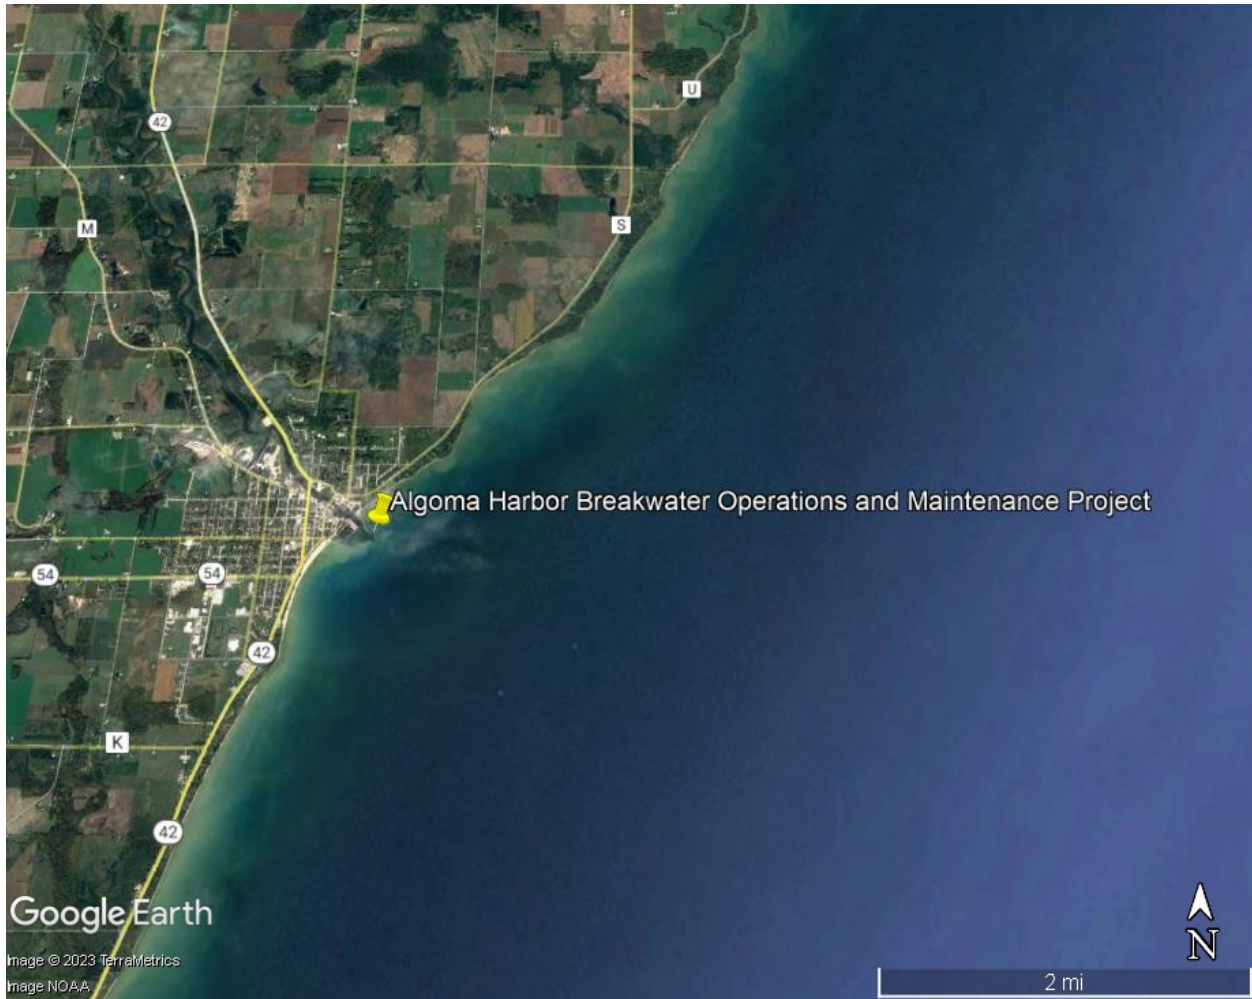 U
42
M
S
Algoma Harbor Breakwater Operations and Maintenance Project
54
54
42
K
42
Google Earth
Image © 2023 TerraMetrics
Image NOAA
N
2 mi